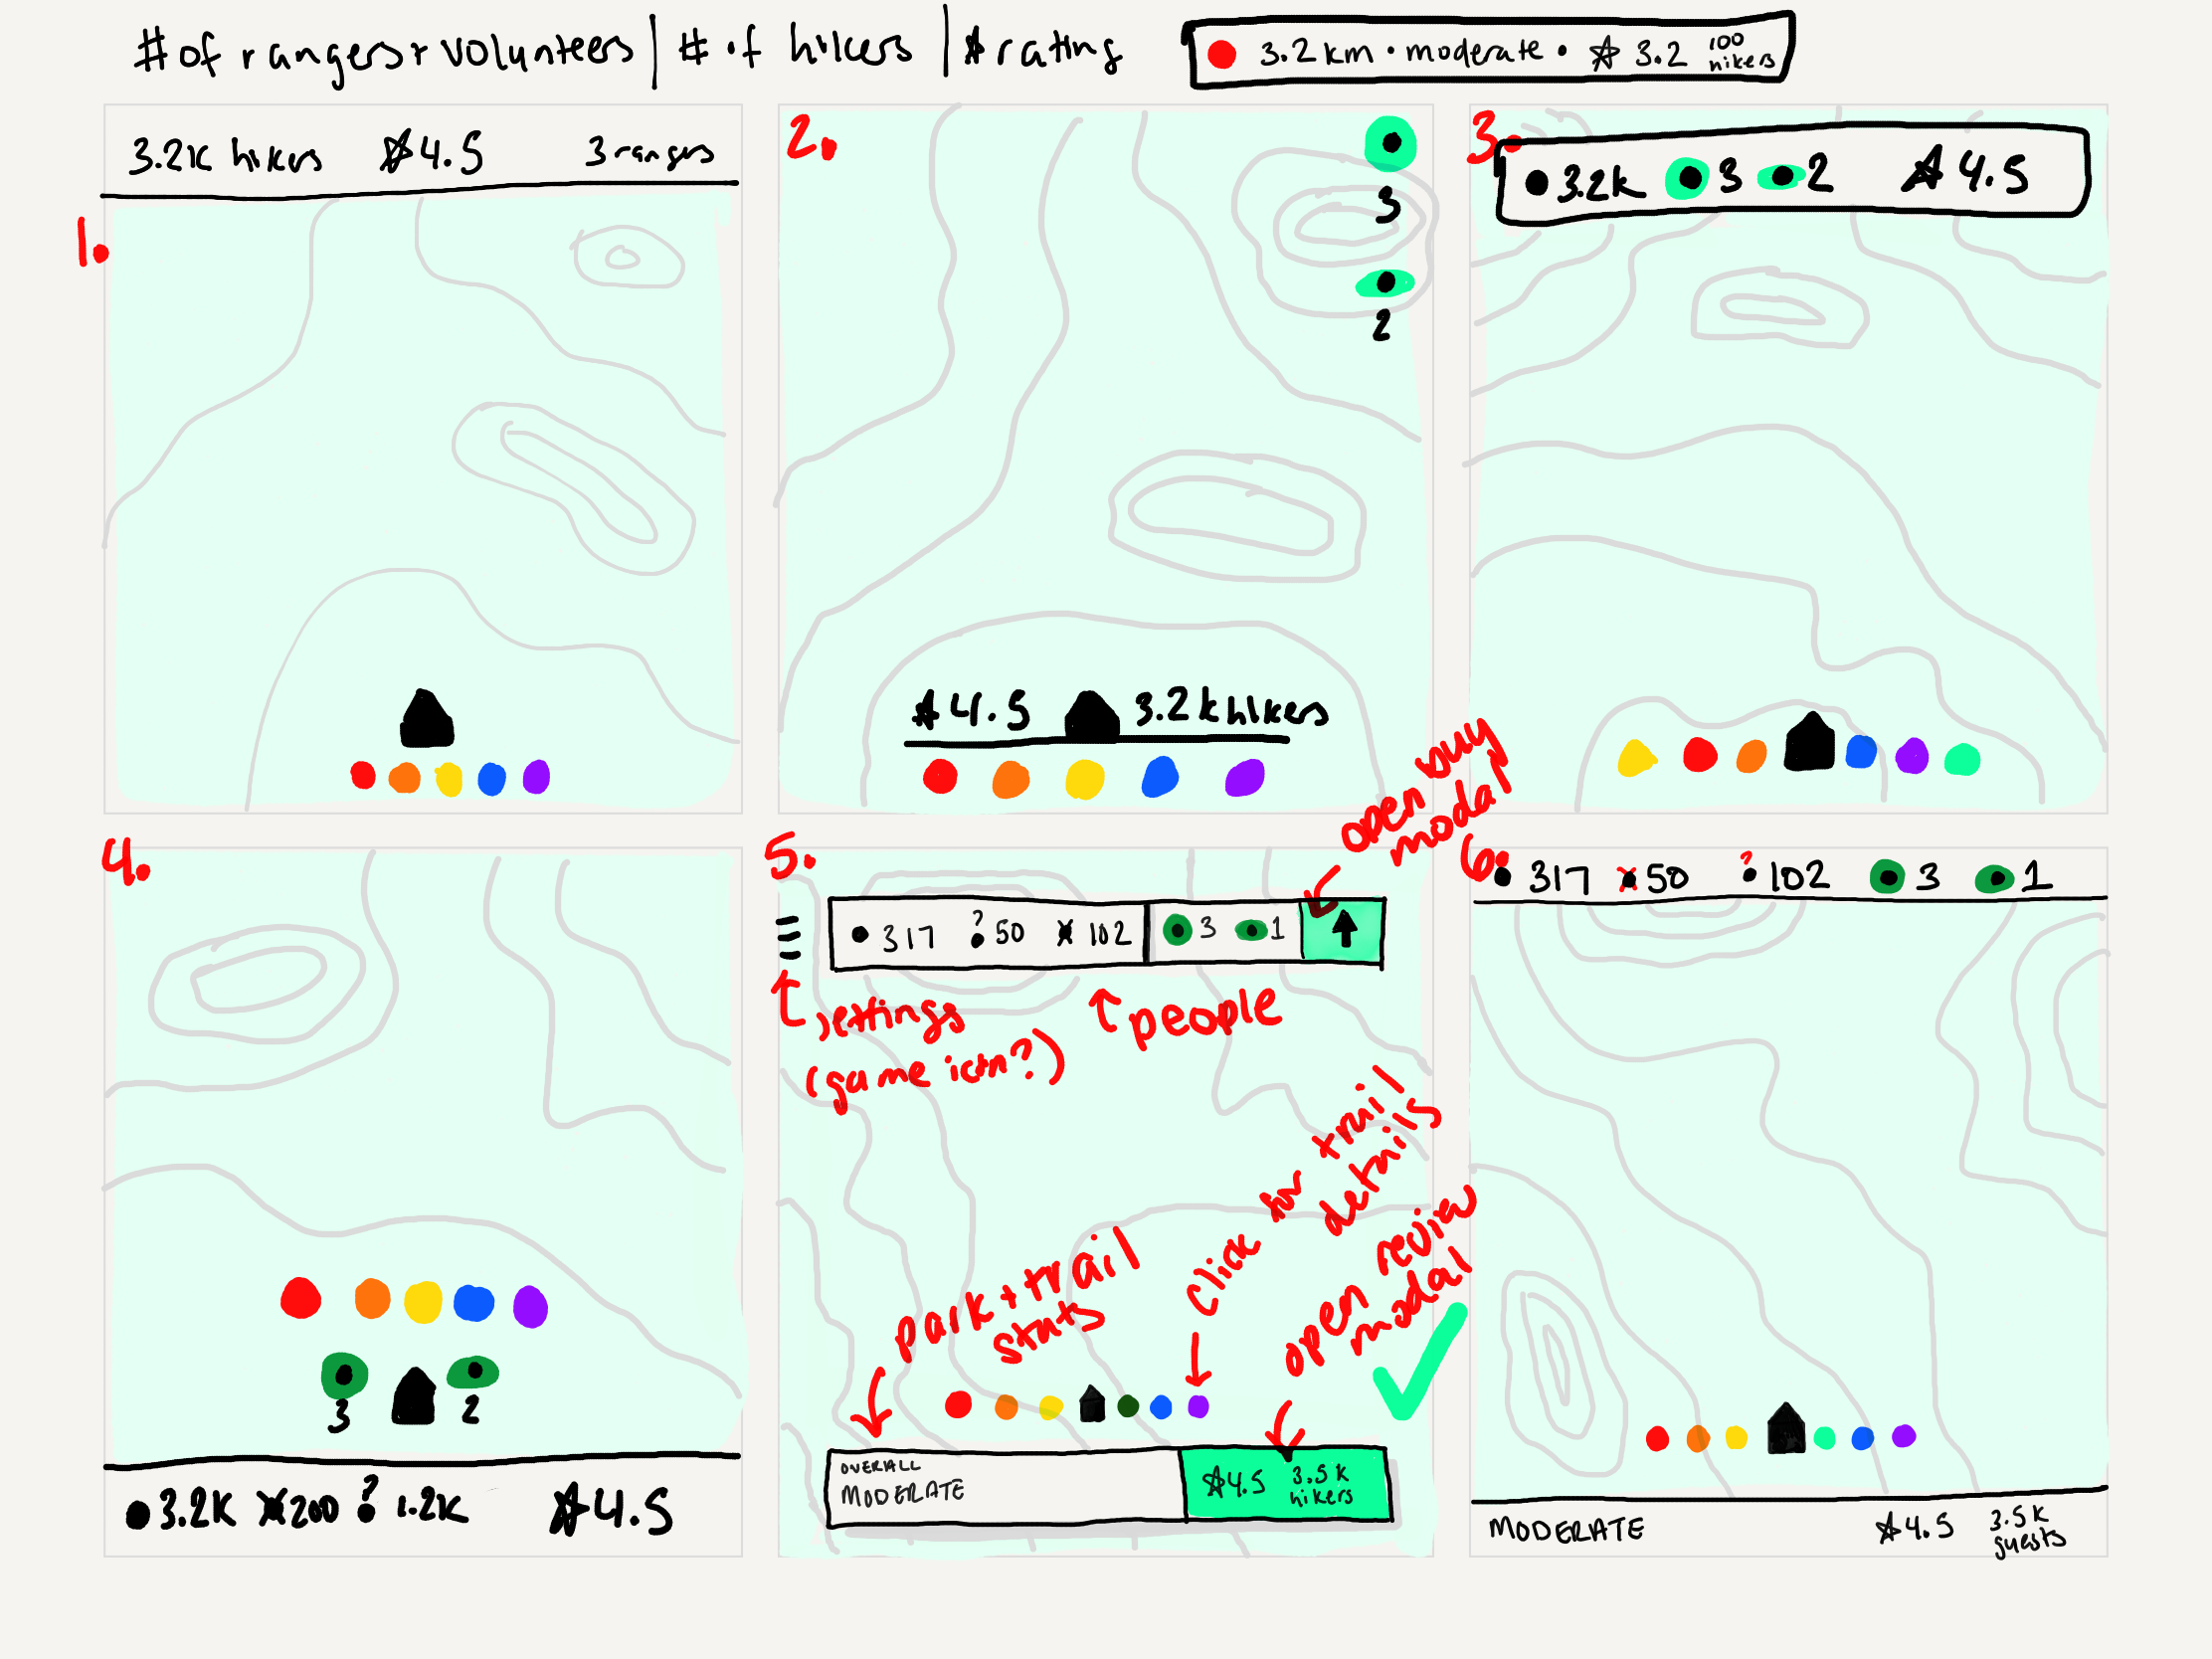 # of rangers + volunteers | # of hikers | ☆ rating
3.2 km • moderate • ☆ 3.2 100
hikers
1.
3.2k hikers ☆4.5 3 rangers
2.
3
2
☆4.5 3.2k hikers
3.
3.2k 3 2 ☆4.5
4.
3 2
3.2K x200 ? 1.2K ☆4.5
5.
open buy
modal
317 ? 50 x 102 3 1 ↑
settings
(game icon?)
people
park + trail
stats
click for trail
details
open review
modal
OVERALL
MODERATE
☆4.5 3.5k
hikers
6.
317 x 50 ? 102 3 1
MODERATE ☆4.5 3.5k
guests